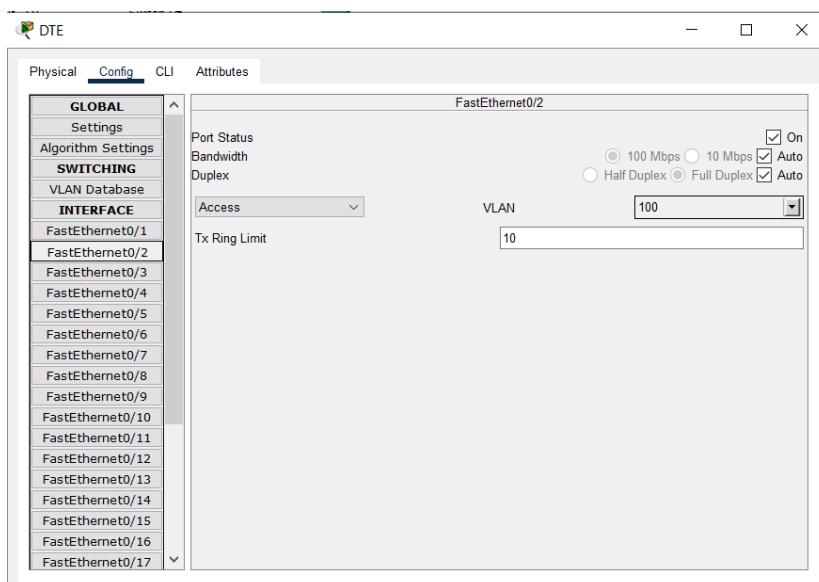 DTE
Physical Config CLI Attributes
GLOBAL
Settings
Algorithm Settings
SWITCHING
VLAN Database
INTERFACE
FastEthernet0/1
FastEthernet0/2
FastEthernet0/3
FastEthernet0/4
FastEthernet0/5
FastEthernet0/6
FastEthernet0/7
FastEthernet0/8
FastEthernet0/9
FastEthernet0/10
FastEthernet0/11
FastEthernet0/12
FastEthernet0/13
FastEthernet0/14
FastEthernet0/15
FastEthernet0/16
FastEthernet0/17
FastEthernet0/2
Port Status On
Bandwidth 100 Mbps 10 Mbps Auto
Duplex Half Duplex Full Duplex Auto
Access VLAN 100
Tx Ring Limit 10